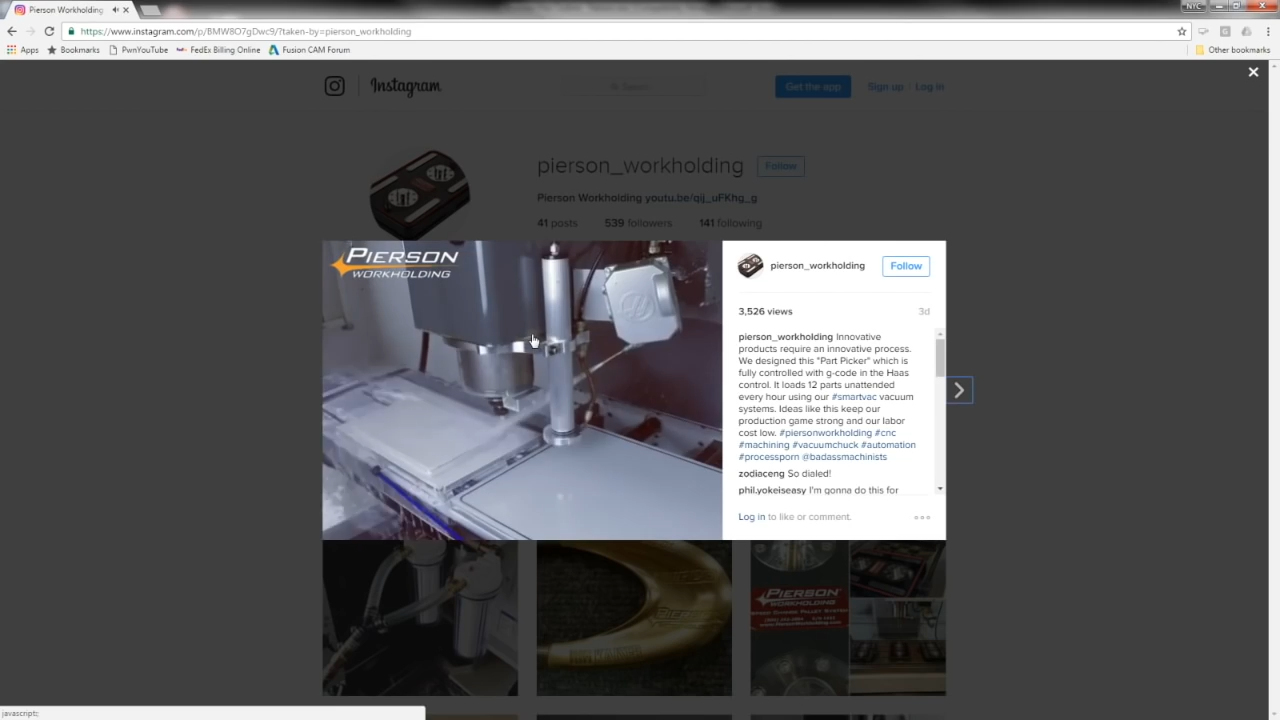 Pierson Workholding
NYC
https://www.instagram.com/p/BMW8O7gDwc9/?taken-by=pierson_workholding
Apps
Bookmarks
PwnYouTube
FedEx Billing Online
Fusion CAM Forum
Other bookmarks
Instagram
Search
Get the app
Sign up
Log in
pierson_workholding
Follow
Pierson Workholding youtu.be/qij_uFKhg_g
41 posts
539 followers
141 following
PIERSON
WORKHOLDING
pierson_workholding
Follow
3,526 views
3d
pierson_workholding Innovative
products require an innovative process.
We designed this "Part Picker" which is
fully controlled with g-code in the Haas
control. It loads 12 parts unattended
every hour using our #smartvac vacuum
systems. Ideas like this keep our
production game strong and our labor
cost low. #piersonworkholding #cnc
#machining #vacuumchuck #automation
#processporn @badassmachinists
zodiaceng So dialed!
phil.yokeiseasy I'm gonna do this for
Log in to like or comment.
PIERSON
PIERSON
WORKHOLDING
javascript: